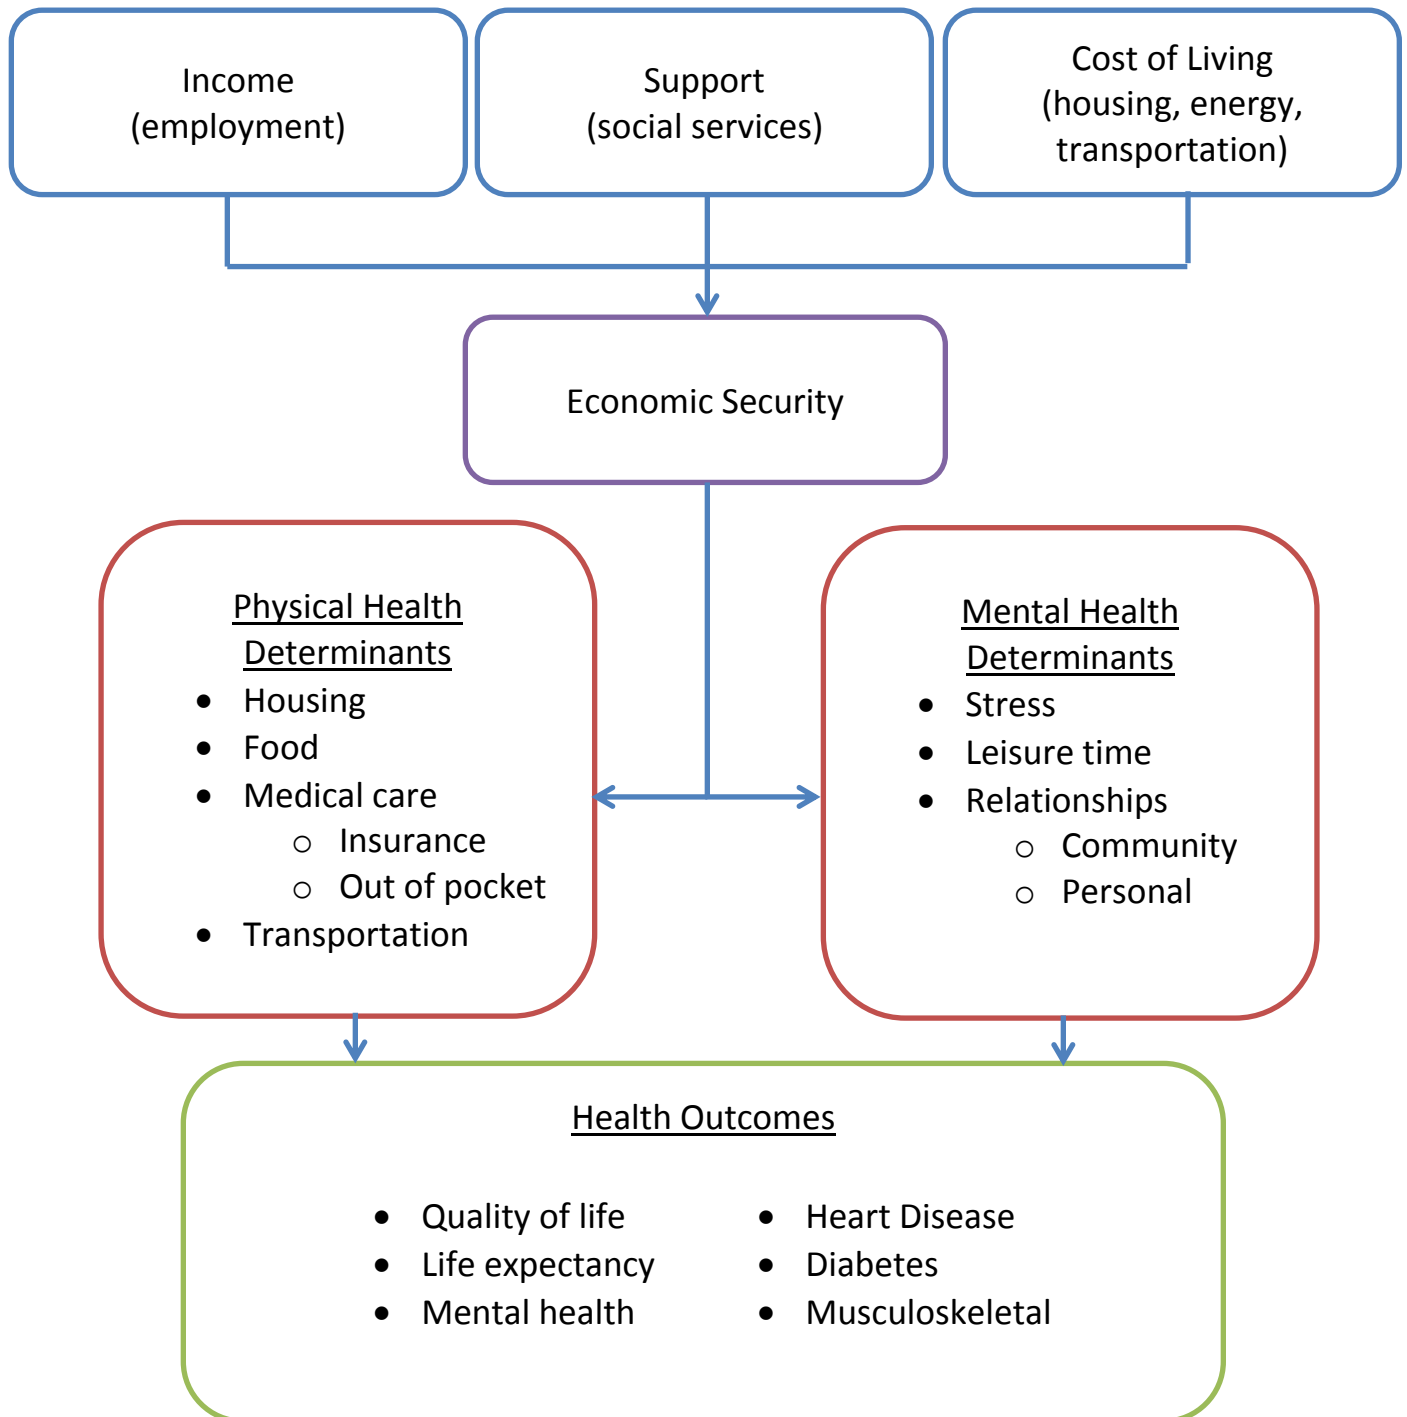 Income
(employment)
Support
(social services)
Cost of Living
(housing, energy,
transportation)
Economic Security
Physical Health
Determinants
• Housing
• Food
• Medical care
o Insurance
o Out of pocket
• Transportation
Mental Health
Determinants
• Stress
• Leisure time
• Relationships
o Community
o Personal
Health Outcomes
• Quality of life
• Life expectancy
• Mental health
• Heart Disease
• Diabetes
• Musculoskeletal